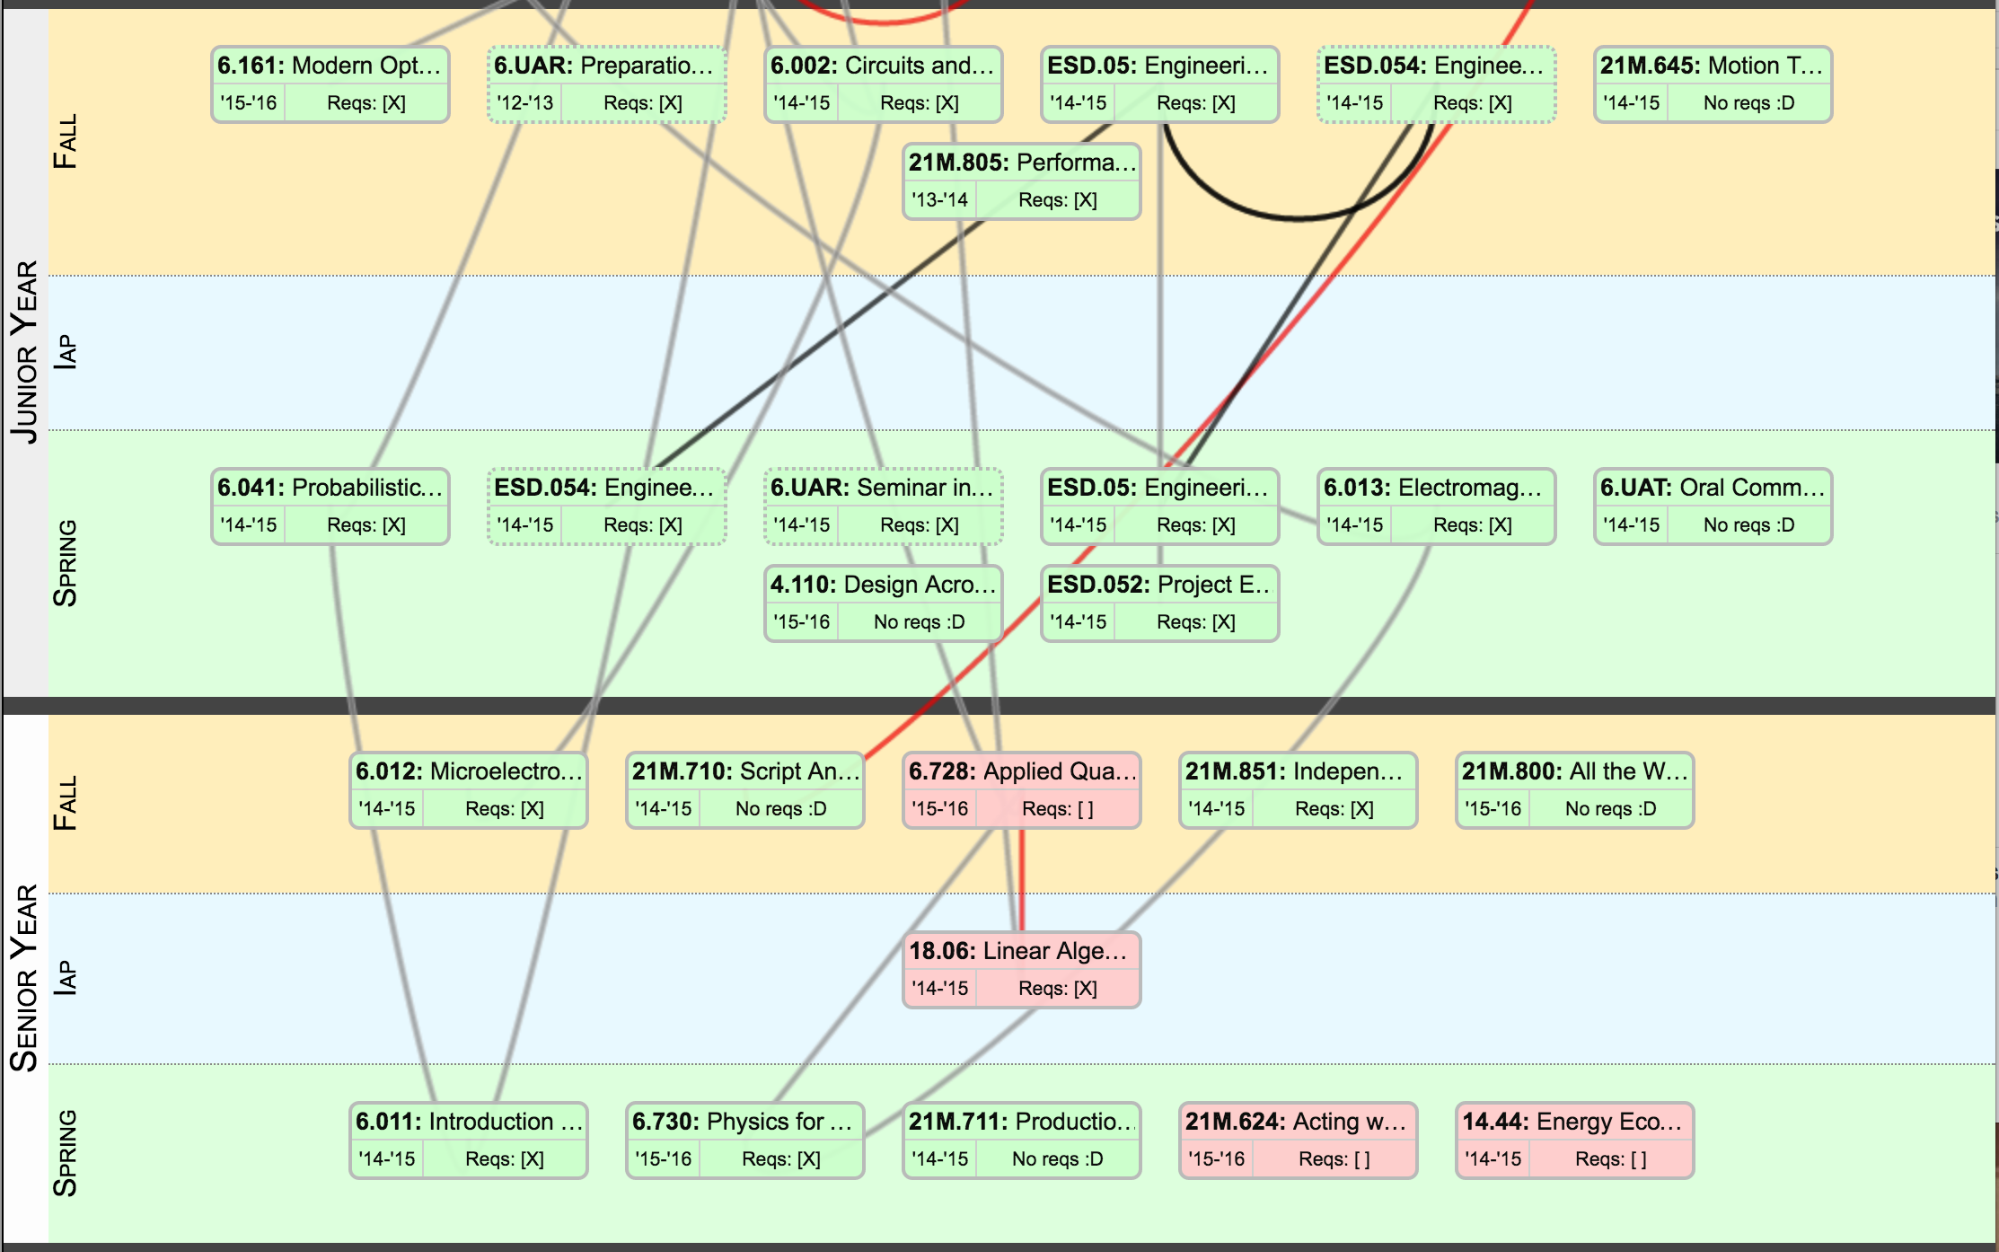 JUNIOR YEAR
FALL
6.161: Modern Opt...
'15-'16 Reqs: [X]
6.UAR: Preparatio...
'12-'13 Reqs: [X]
6.002: Circuits and...
'14-'15 Reqs: [X]
ESD.05: Engineeri...
'14-'15 Reqs: [X]
ESD.054: Enginee...
'14-'15 Reqs: [X]
21M.645: Motion T...
'14-'15 No reqs :D
21M.805: Performa...
'13-'14 Reqs: [X]
IAP
SPRING
6.041: Probabilistic...
'14-'15 Reqs: [X]
ESD.054: Enginee...
'14-'15 Reqs: [X]
6.UAR: Seminar in...
'14-'15 Reqs: [X]
ESD.05: Engineeri...
'14-'15 Reqs: [X]
6.013: Electromag...
'14-'15 Reqs: [X]
6.UAT: Oral Comm...
'14-'15 No reqs :D
4.110: Design Acro...
'15-'16 No reqs :D
ESD.052: Project E..
'14-'15 Reqs: [X]
SENIOR YEAR
FALL
6.012: Microelectro...
'14-'15 Reqs: [X]
21M.710: Script An...
'14-'15 No reqs :D
6.728: Applied Qua...
'15-'16 Reqs: [ ]
21M.851: Indepen...
'14-'15 Reqs: [X]
21M.800: All the W...
'15-'16 No reqs :D
IAP
18.06: Linear Alge...
'14-'15 Reqs: [X]
SPRING
6.011: Introduction ...
'14-'15 Reqs: [X]
6.730: Physics for ...
'15-'16 Reqs: [X]
21M.711: Productio...
'14-'15 No reqs :D
21M.624: Acting w...
'15-'16 Reqs: [ ]
14.44: Energy Eco...
'14-'15 Reqs: [ ]